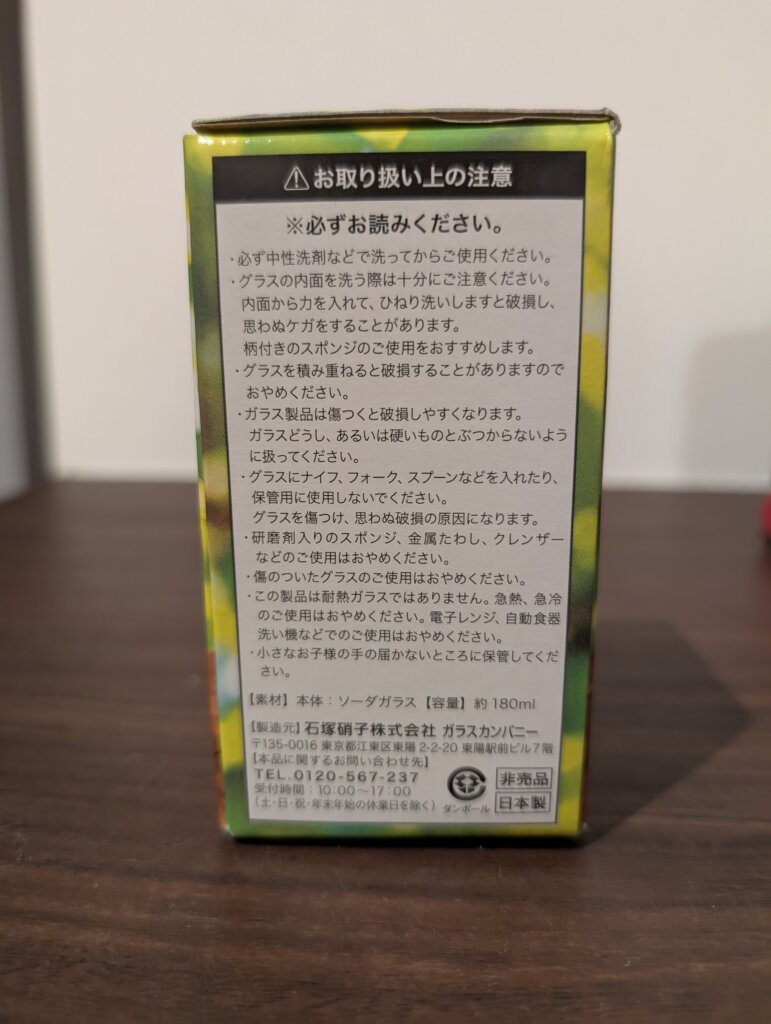 ⚠お取り扱い上の注意
※必ずお読みください。
・必ず中性洗剤などで洗ってからご使用ください。
・グラスの内面を洗う際は十分にご注意ください。
内面から力を入れて、ひねり洗いしますと破損し、
思わぬケガをすることがあります。
柄付きのスポンジのご使用をおすすめします。
・グラスを積み重ねると破損することがありますので
おやめください。
・ガラス製品は傷つくと破損しやすくなります。
ガラスどうし、あるいは硬いものとぶつからないよう
に扱ってください。
・グラスにナイフ、フォーク、スプーンなどを入れたり、
保管用に使用しないでください。
グラスを傷つけ、思わぬ破損の原因になります。
・研磨剤入りのスポンジ、金属たわし、クレンザー
などのご使用はおやめください。
・傷のついたグラスのご使用はおやめください。
・この製品は耐熱ガラスではありません。急熱、急冷
のご使用はおやめください。電子レンジ、自動食器
洗い機などでのご使用はおやめください。
・小さなお子様の手の届かないところに保管してくだ
さい。
【素材】本体：ソーダガラス【容量】約180ml
【製造元】石塚硝子株式会社 ガラスカンパニー
〒135-0016 東京都江東区東陽 2-2-20 東陽駅前ビル7階
【本品に関するお問い合わせ先】
TEL.0120-567-237
受付時間：10:00〜17:00
（土・日・祝・年末年始の休業日を除く）
ダンボール
非売品
日本製